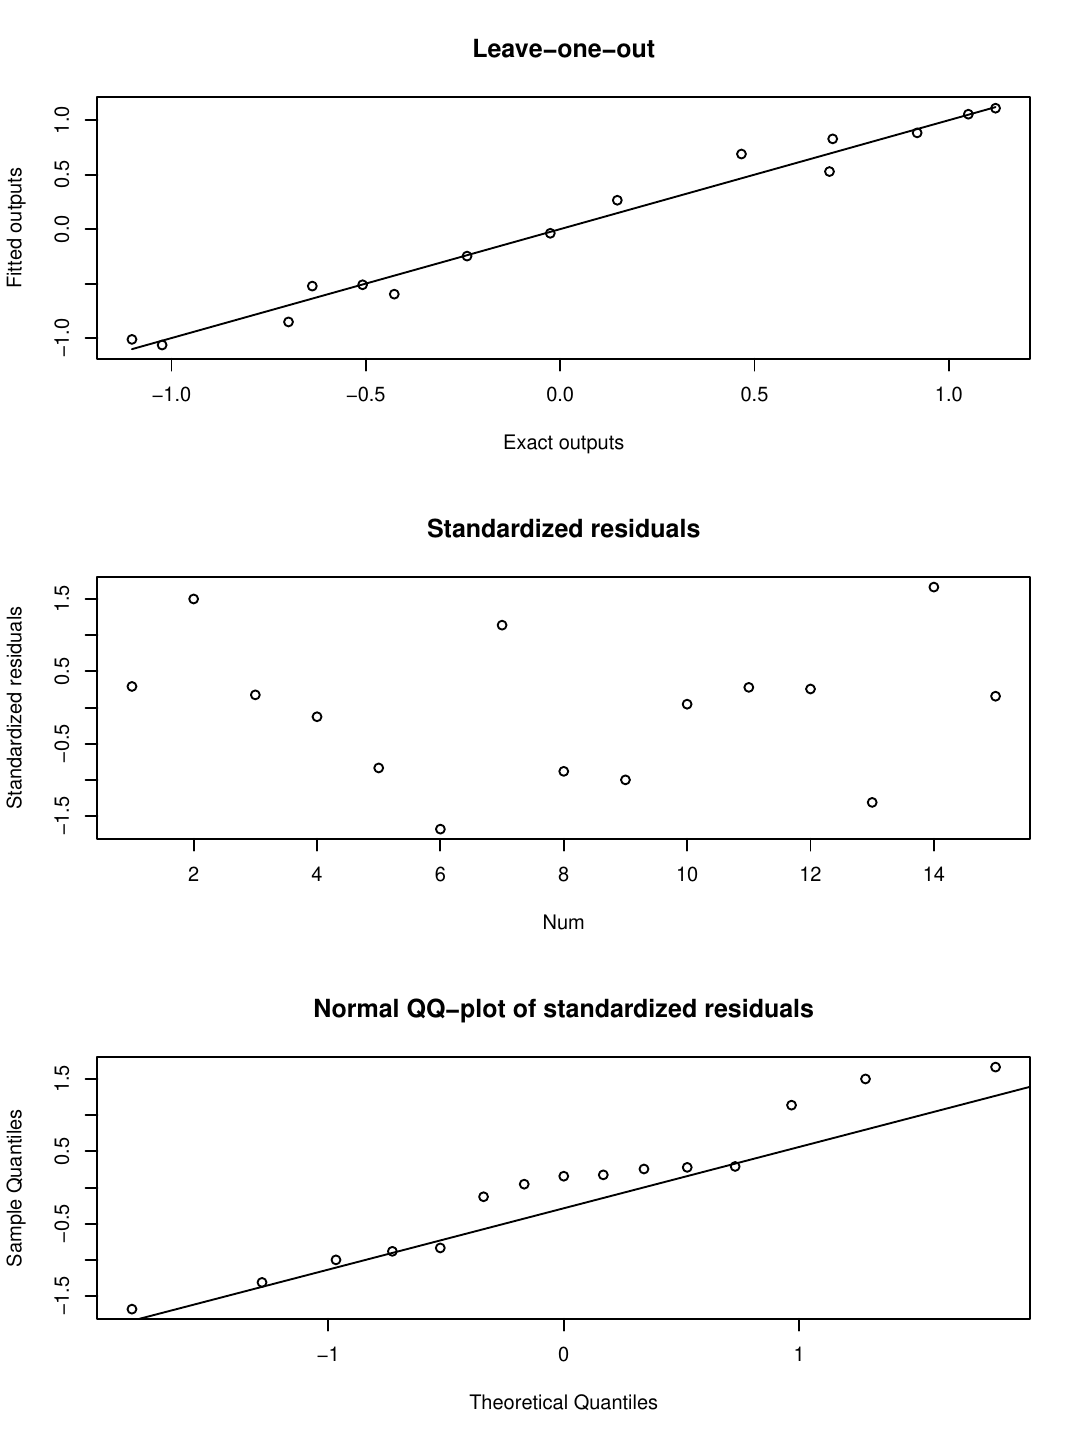 Leave−one−out
Fitted outputs
1.0
0.5
0.0
−1.0
−1.0 −0.5 0.0 0.5 1.0
Exact outputs
Standardized residuals
Standardized residuals
1.5
0.5
−0.5
−1.5
2 4 6 8 10 12 14
Num
Normal QQ−plot of standardized residuals
Sample Quantiles
1.5
0.5
−0.5
−1.5
−1 0 1
Theoretical Quantiles